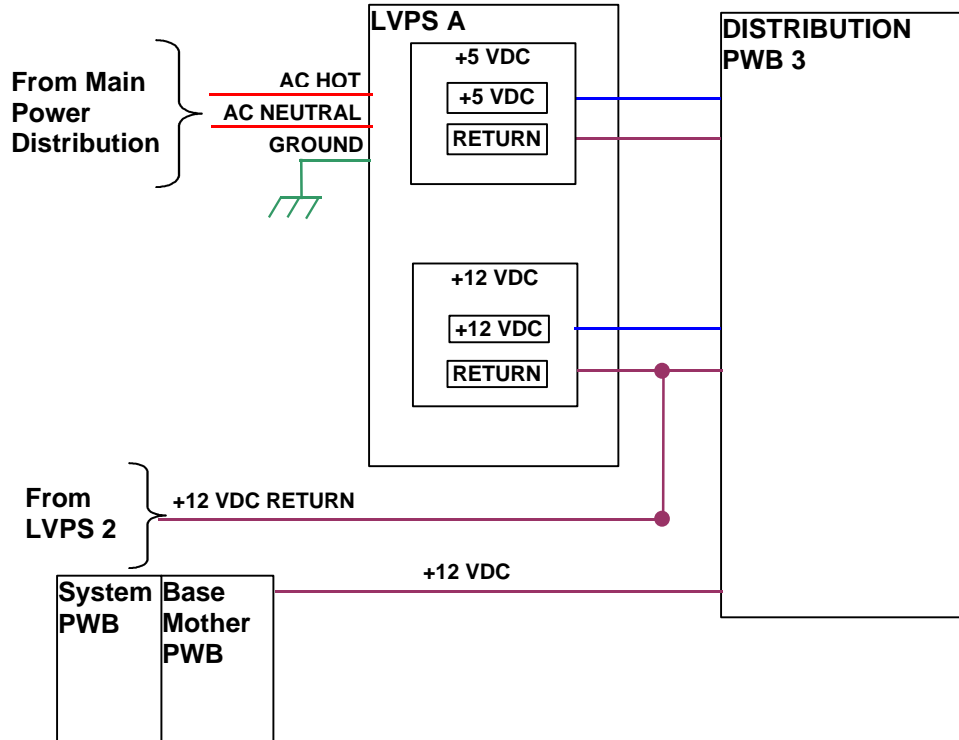 LVPS A
DISTRIBUTION
PWB 3
+5 VDC
+5 VDC
RETURN
From Main
Power
Distribution
AC HOT
AC NEUTRAL
GROUND
+12 VDC
+12 VDC
RETURN
From
LVPS 2
+12 VDC RETURN
+12 VDC
System
PWB
Base
Mother
PWB